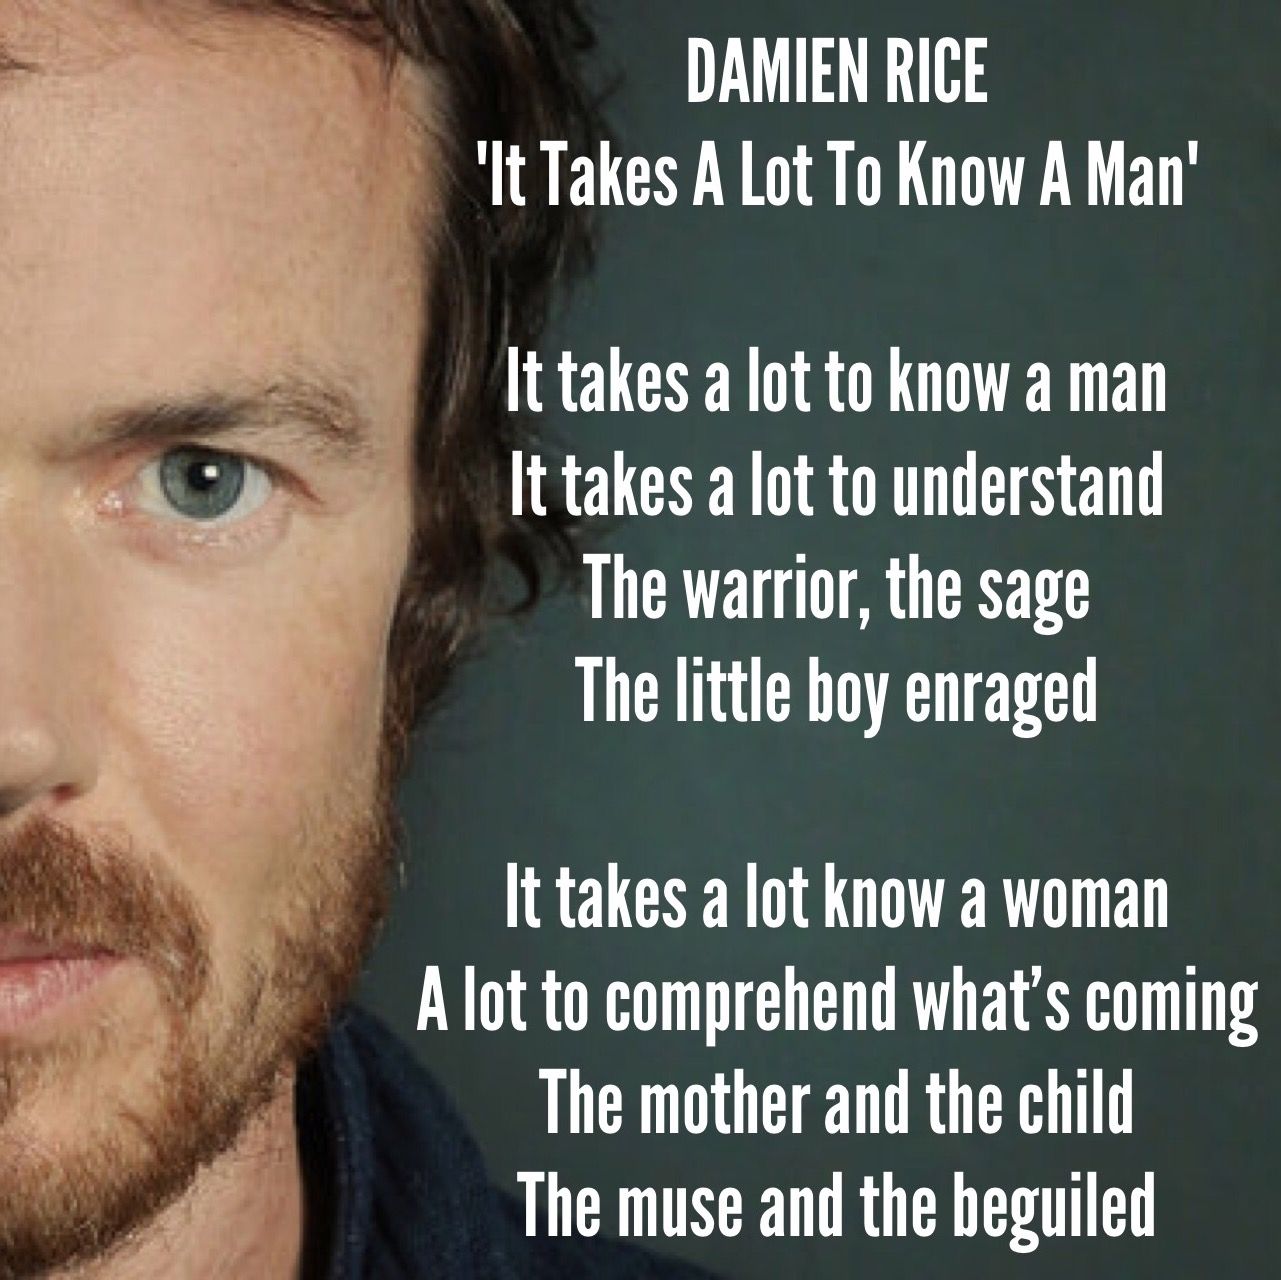 DAMIEN RICE
'It Takes A Lot To Know A Man'
It takes a lot to know a man
It takes a lot to understand
The warrior, the sage
The little boy enraged
It takes a lot know a woman
A lot to comprehend what’s coming
The mother and the child
The muse and the beguiled